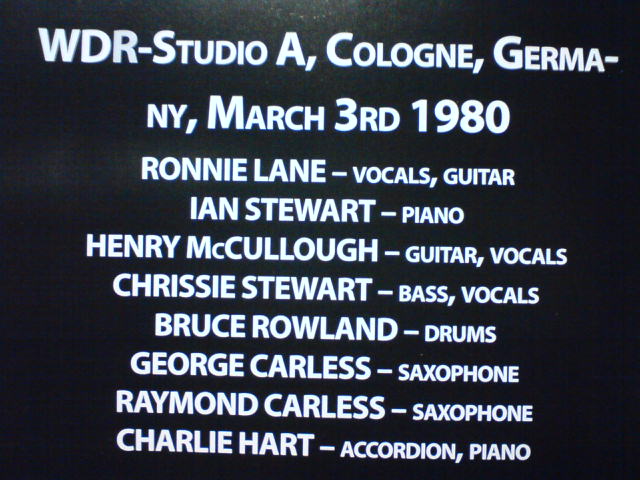 WDR-Studio A, Cologne, Germa-
ny, March 3rd 1980
RONNIE LANE – vocals, guitar
IAN STEWART – piano
HENRY McCULLOUGH – guitar, vocals
CHRISSIE STEWART – bass, vocals
BRUCE ROWLAND – drums
GEORGE CARLESS – saxophone
RAYMOND CARLESS – saxophone
CHARLIE HART – accordion, piano